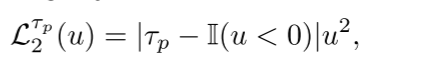 $\mathcal{L}_2^{\tau_p}(u) = |\tau_p - \mathbb{I}(u < 0)|u^2,$